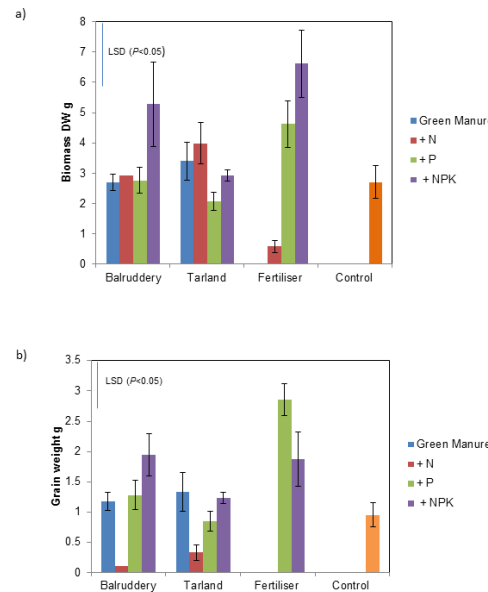 a)
8
LSD (P<0.05)
7
6
5
4
3
2
1
0
Biomass DW g
Green Manure
+ N
+ P
+ NPK
Balruddery Tarland Fertiliser Control
b)
3.5
LSD (P<0.05)
3
2.5
2
1.5
1
0.5
0
Grain weight g
Green Manure
+ N
+ P
+ NPK
Balruddery Tarland Fertiliser Control